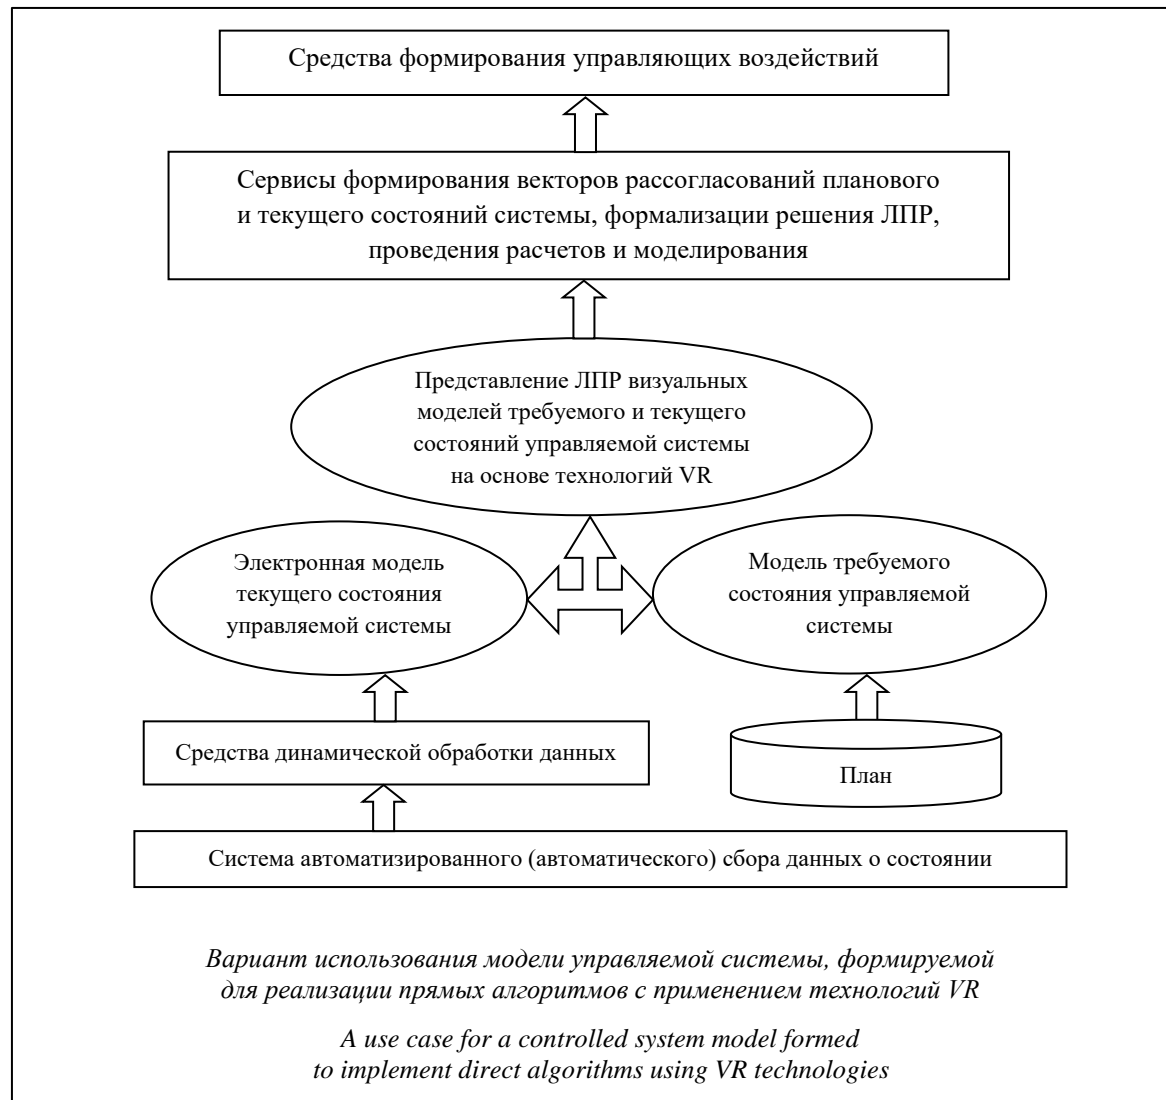 Средства формирования управляющих воздействий
Сервисы формирования векторов рассогласований планового
и текущего состояний системы, формализации решения ЛПР,
проведения расчетов и моделирования
Представление ЛПР визуальных
моделей требуемого и текущего
состояний управляемой системы
на основе технологий VR
Электронная модель
текущего состояния
управляемой системы
Модель требуемого
состояния управляемой
системы
Средства динамической обработки данных
План
Система автоматизированного (автоматического) сбора данных о состоянии
Вариант использования модели управляемой системы, формируемой
для реализации прямых алгоритмов с применением технологий VR
A use case for a controlled system model formed
to implement direct algorithms using VR technologies